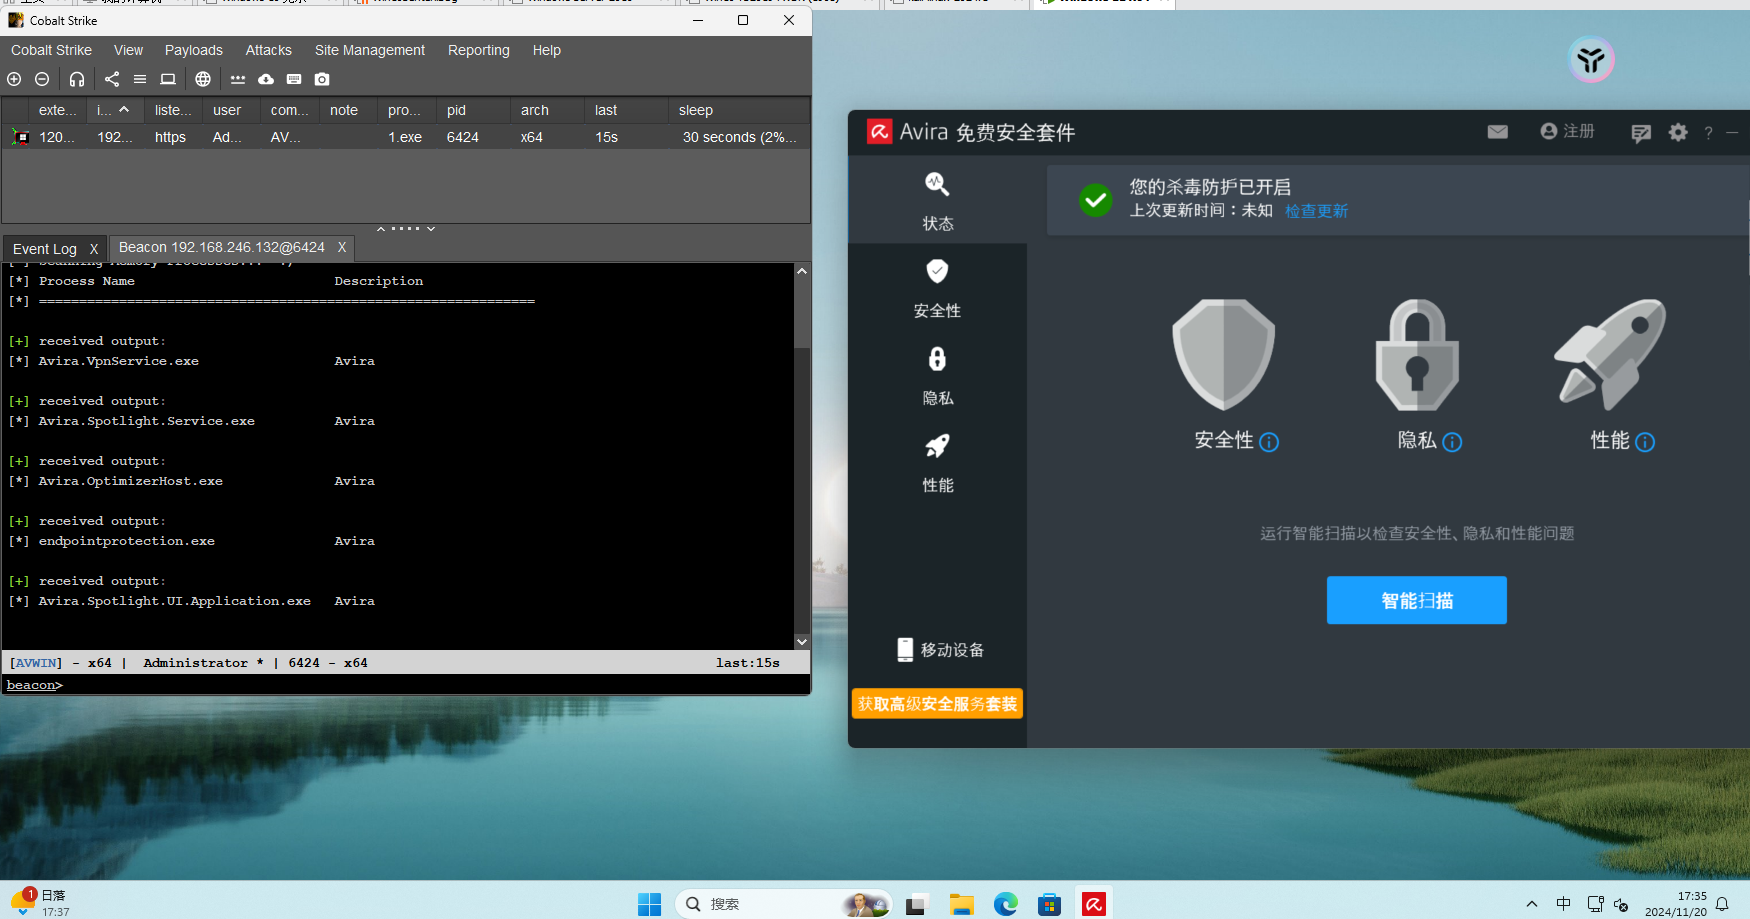 Cobalt Strike
Cobalt Strike View Payloads Attacks Site Management Reporting Help
exte... i... liste... user com... note pro... pid arch last sleep
120... 192... https Ad... AV... 1.exe 6424 x64 15s 30 seconds (2%...
Event Log X Beacon 192.168.246.132@6424 X
[*] Process Name Description
[*] ==============================================================
[+] received output:
[*] Avira.VpnService.exe Avira
[+] received output:
[*] Avira.Spotlight.Service.exe Avira
[+] received output:
[*] Avira.OptimizerHost.exe Avira
[+] received output:
[*] endpointprotection.exe Avira
[+] received output:
[*] Avira.Spotlight.UI.Application.exe Avira
[AVWIN] - x64 | Administrator * | 6424 - x64 last:15s
beacon>
Avira 免费安全套件
注册
?
状态
安全性
隐私
性能
移动设备
获取高级安全服务套装
您的杀毒防护已开启
上次更新时间：未知 检查更新
安全性
隐私
性能
运行智能扫描以检查安全性、隐私和性能问题
智能扫描
1
日落
17:37
搜索
中
17:35
2024/11/20